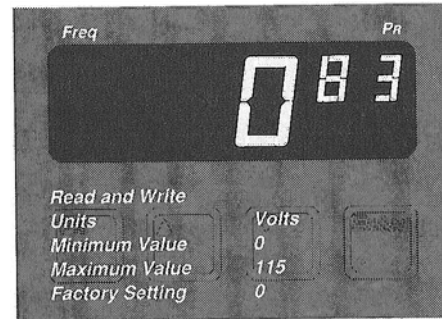 Freq PR
0 83
Read and Write
Units Volts
Minimum Value 0
Maximum Value 115
Factory Setting 0